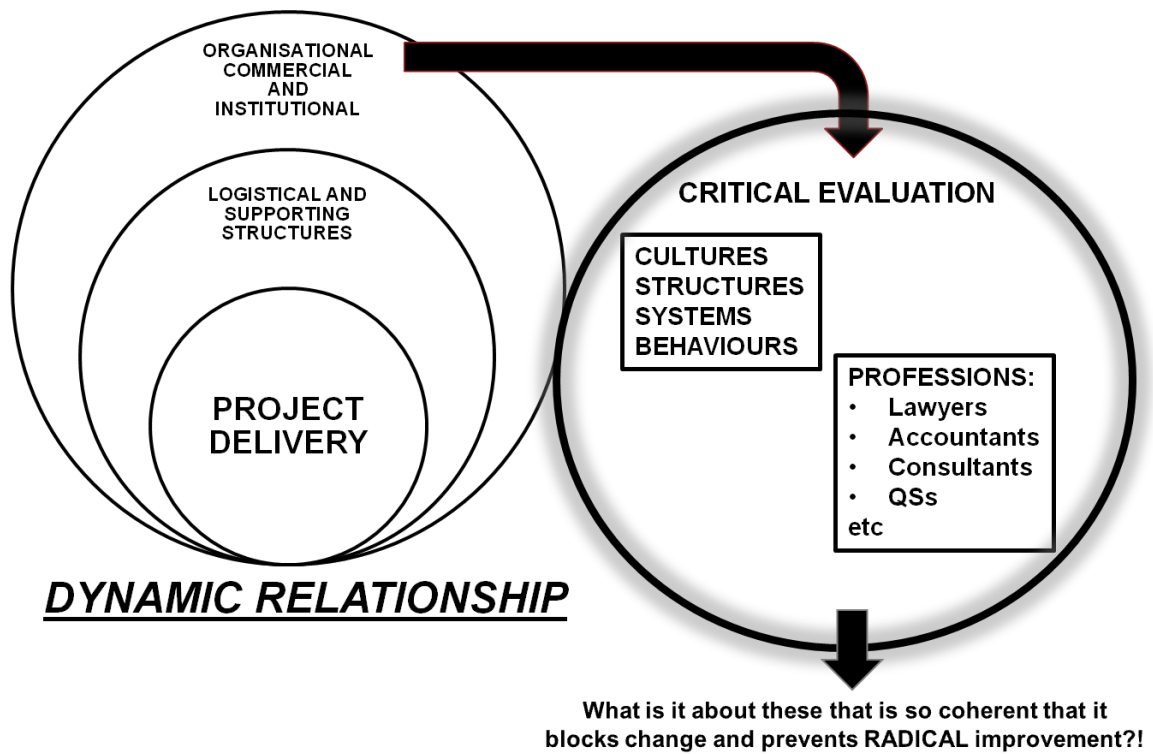 ORGANISATIONAL
COMMERCIAL
AND
INSTITUTIONAL
LOGISTICAL AND
SUPPORTING
STRUCTURES
PROJECT
DELIVERY
DYNAMIC RELATIONSHIP
CRITICAL EVALUATION
CULTURES
STRUCTURES
SYSTEMS
BEHAVIOURS
PROFESSIONS:
• Lawyers
• Accountants
• Consultants
• QSs
etc
What is it about these that is so coherent that it
blocks change and prevents RADICAL improvement?!